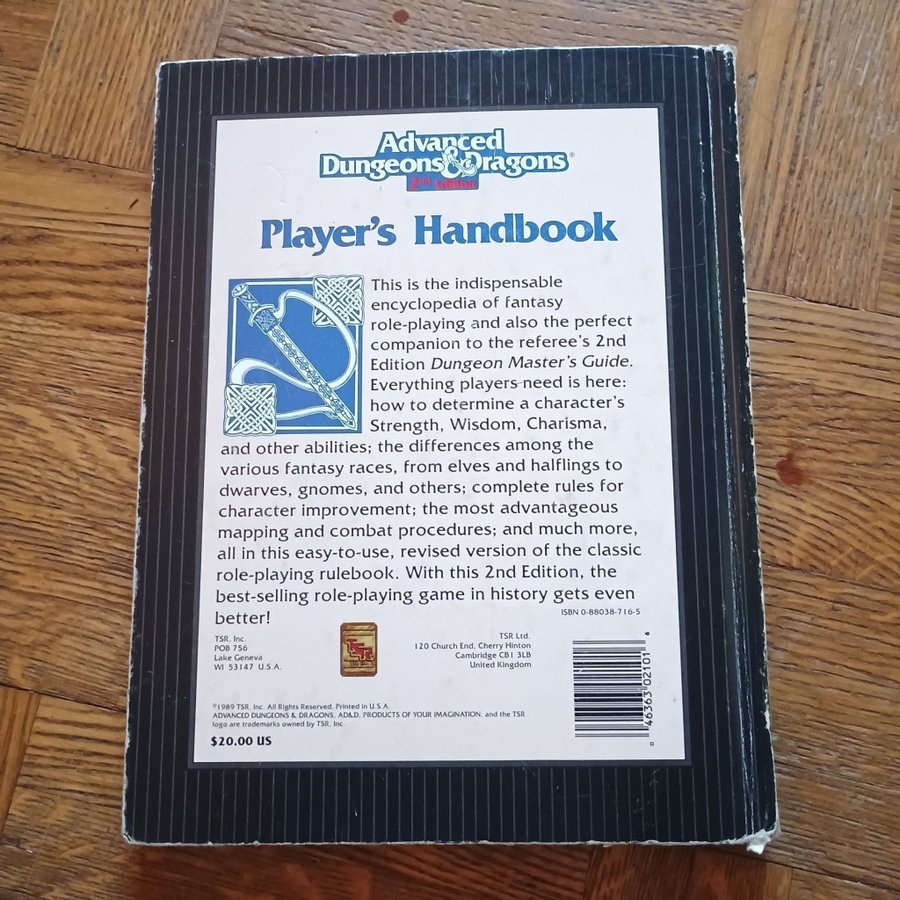 Advanced
Dungeons & Dragons®
2nd Edition
Player's Handbook
This is the indispensable
encyclopedia of fantasy
role-playing and also the perfect
companion to the referee's 2nd
Edition Dungeon Master's Guide.
Everything players need is here:
how to determine a character's
Strength, Wisdom, Charisma,
and other abilities; the differences among the
various fantasy races, from elves and halflings to
dwarves, gnomes, and others; complete rules for
character improvement; the most advantageous
mapping and combat procedures; and much more,
all in this easy-to-use, revised version of the classic
role-playing rulebook. With this 2nd Edition, the
best-selling role-playing game in history gets even
better!
ISBN 0-88038-716-5
TSR, Inc.
POB 756
Lake Geneva
WI 53147 U.S.A.
TSR
TSR Ltd.
120 Church End, Cherry Hinton
Cambridge CB1 3LB
United Kingdom
©1989 TSR, Inc. All Rights Reserved. Printed in U.S.A.
ADVANCED DUNGEONS & DRAGONS, AD&D, PRODUCTS OF YOUR IMAGINATION, and the TSR
logo are trademarks owned by TSR, Inc.
$20.00 US
0 46363 02101 6